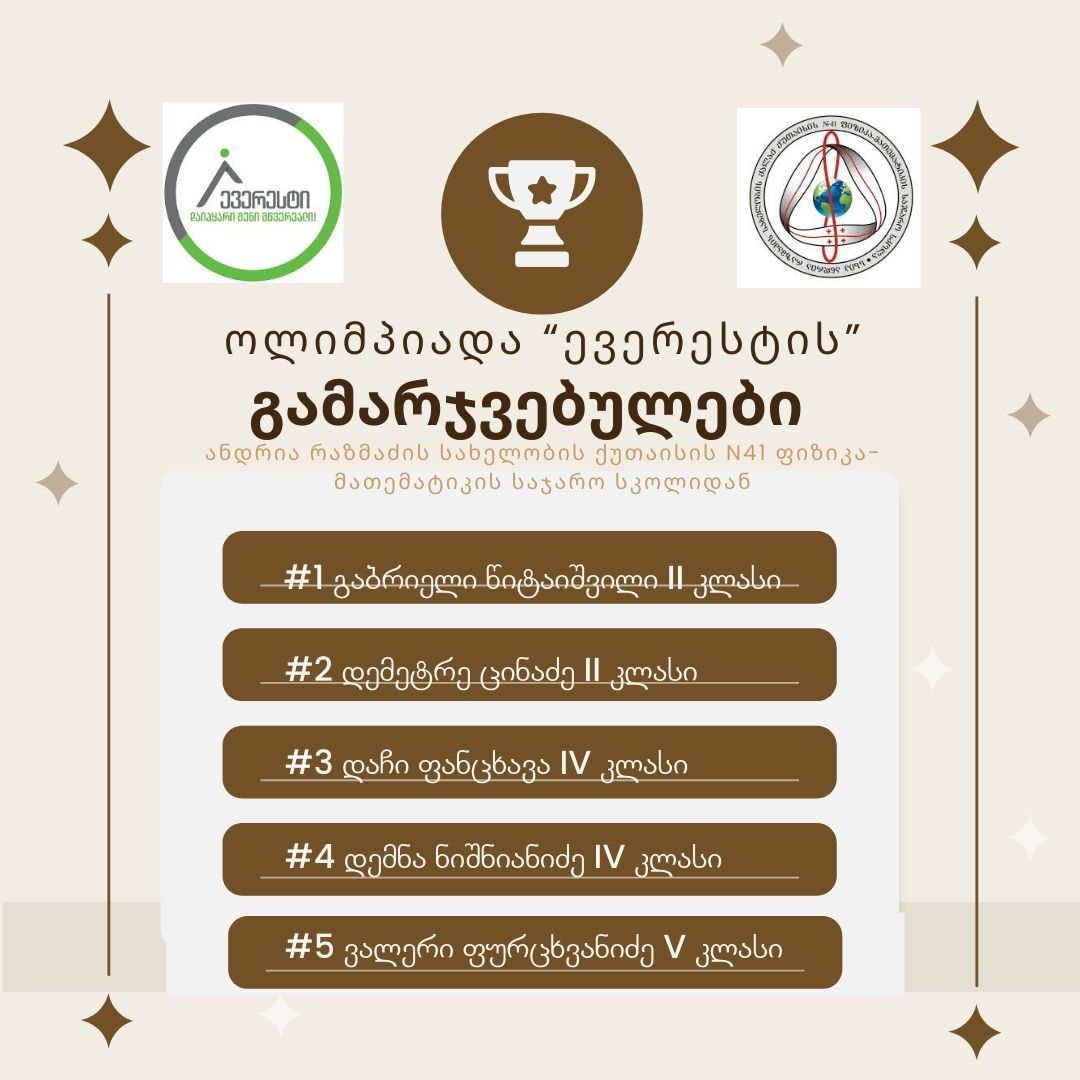 ევერესტი
დაიპყარი შენი მწვერვალი!
ოლიმპიადა “ევერესტის”
გამარჯვებულები
ანდრია რაზმაძის სახელობის ქუთაისის N41 ფიზიკა-
მათემატიკის საჯარო სკოლიდან
#1 გაბრიელი წიტაიშვილი II კლასი
#2 დემეტრე ცინაძე II კლასი
#3 დაჩი ფანცხავა IV კლასი
#4 დემნა ნიშნიანიძე IV კლასი
#5 ვალერი ფურცხვანიძე V კლასი